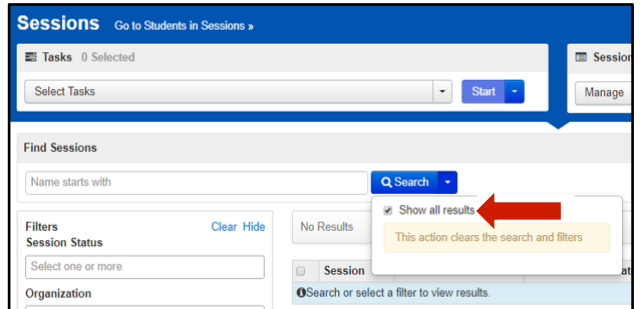 Sessions Go to Students in Sessions »
Tasks 0 Selected
Session
Select Tasks
Start
Manage
Find Sessions
Name starts with
Search
Show all results
This action clears the search and filters
Filters Clear Hide
No Results
Session Status
Select one or more
Session
Organization
Search or select a filter to view results.